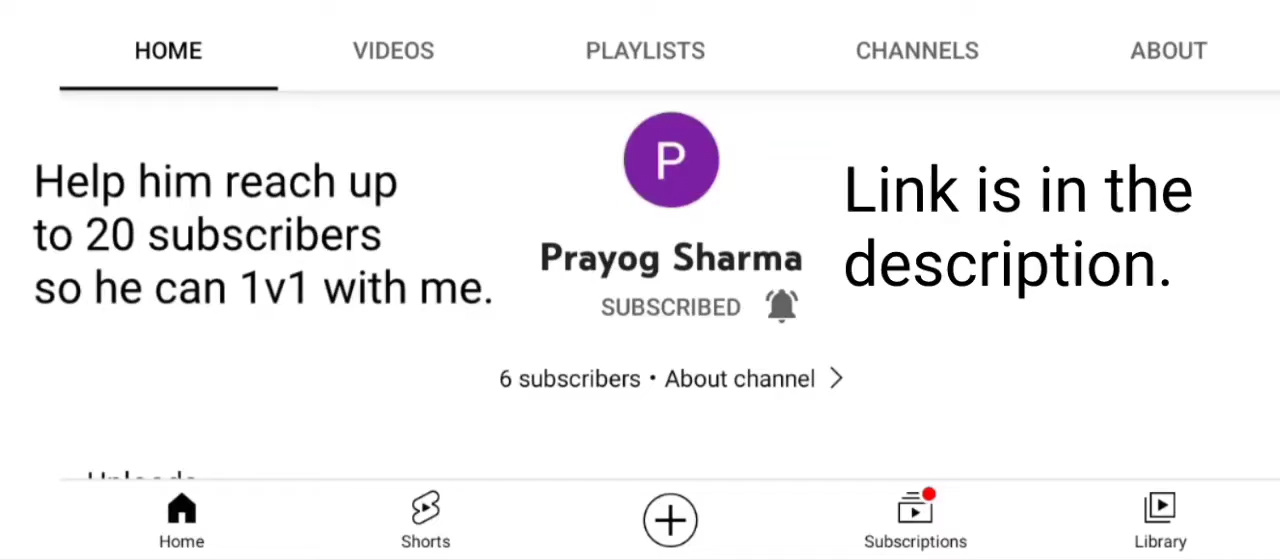 HOME VIDEOS PLAYLISTS CHANNELS ABOUT
P
Help him reach up
to 20 subscribers
so he can 1v1 with me.
Prayog Sharma
SUBSCRIBED
Link is in the
description.
6 subscribers • About channel
Uploads
Home Shorts Subscriptions Library